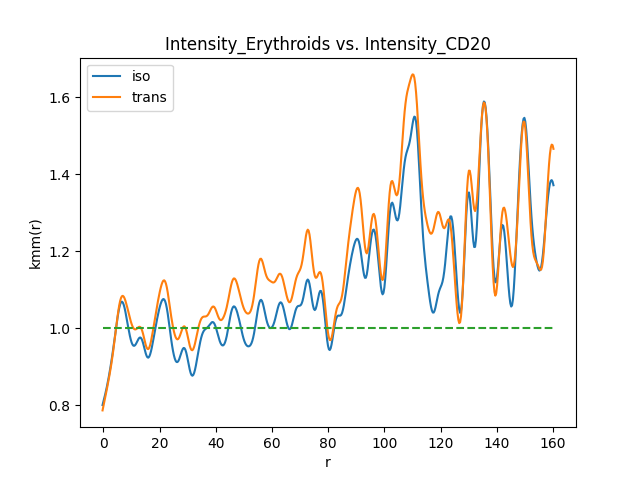 Intensity_Erythroids vs. Intensity_CD20
iso
trans
kmm(r)
1.6
1.4
1.2
1.0
0.8
0 20 40 60 80 100 120 140 160
r